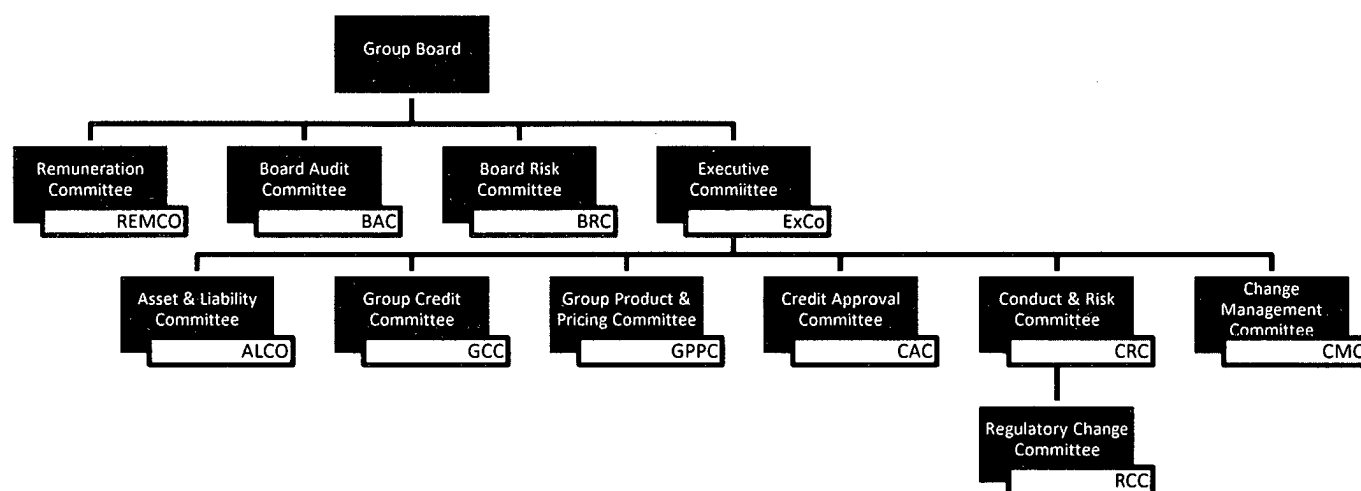 Group Board
Remuneration
Committee
REMCO
Board Audit
Committee
BAC
Board Risk
Committee
BRC
Executive
Commiittee
ExCo
Asset & Liability
Committee
ALCO
Group Credit
Committee
GCC
Group Product &
Pricing Committee
GPPC
Credit Approval
Committee
CAC
Conduct & Risk
Committee
CRC
Change
Management
Committee
CMC
Regulatory Change
Committee
RCC